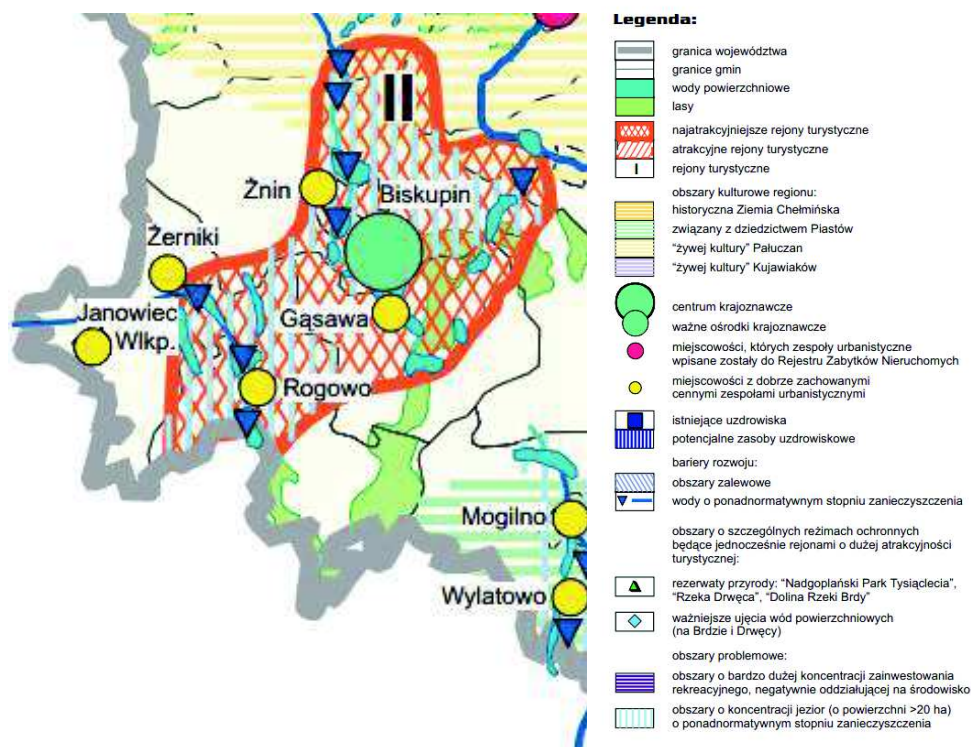 II
Żnin
Biskupin
Żerniki
Janowiec
Wlkp.
Gąsawa
Rogowo
Mogilno
Wylatowo
Legenda:
granica województwa
granice gmin
wody powierzchniowe
lasy
najatrakcyjniejsze rejony turystyczne
atrakcyjne rejony turystyczne
I rejony turystyczne
obszary kulturowe regionu:
historyczna Ziemia Chełmińska
związany z dziedzictwem Piastów
“żywej kultury” Pałuczan
“żywej kultury” Kujawiaków
centrum krajoznawcze
ważne ośrodki krajoznawcze
miejscowości, których zespoły urbanistyczne
wpisane zostały do Rejestru Zabytków Nieruchomych
miejscowości z dobrze zachowanymi
cennymi zespołami urbanistycznymi
istniejące uzdrowiska
potencjalne zasoby uzdrowiskowe
bariery rozwoju:
obszary zalewowe
wody o ponadnormatywnym stopniu zanieczyszczenia
obszary o szczególnych reżimach ochronnych
będące jednocześnie rejonami o dużej atrakcyjności
turystycznej:
rezerwaty przyrody: “Nadgoplański Park Tysiąclecia”,
“Rzeka Drwęca”, “Dolina Rzeki Brdy”
ważniejsze ujęcia wód powierzchniowych
(na Brdzie i Drwęcy)
obszary problemowe:
obszary o bardzo dużej koncentracji zainwestowania
rekreacyjnego, negatywnie oddziałującej na środowisko
obszary o koncentracji jezior (o powierzchni >20 ha)
o ponadnormatywnym stopniu zanieczyszczenia